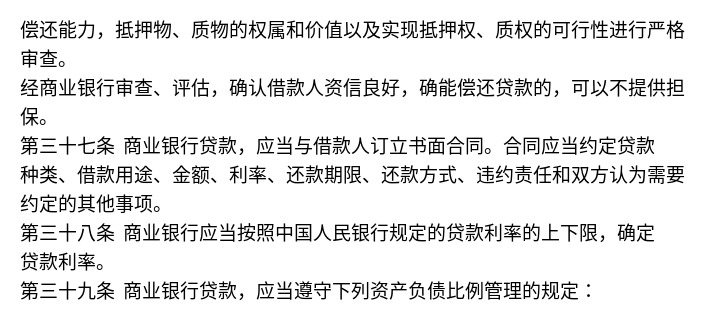 偿还能力，抵押物、质物的权属和价值以及实现抵押权、质权的可行性进行严格
审查。
经商业银行审查、评估，确认借款人资信良好，确能偿还贷款的，可以不提供担
保。
第三十七条 商业银行贷款，应当与借款人订立书面合同。合同应当约定贷款
种类、借款用途、金额、利率、还款期限、还款方式、违约责任和双方认为需要
约定的其他事项。
第三十八条 商业银行应当按照中国人民银行规定的贷款利率的上下限，确定
贷款利率。
第三十九条 商业银行贷款，应当遵守下列资产负债比例管理的规定：